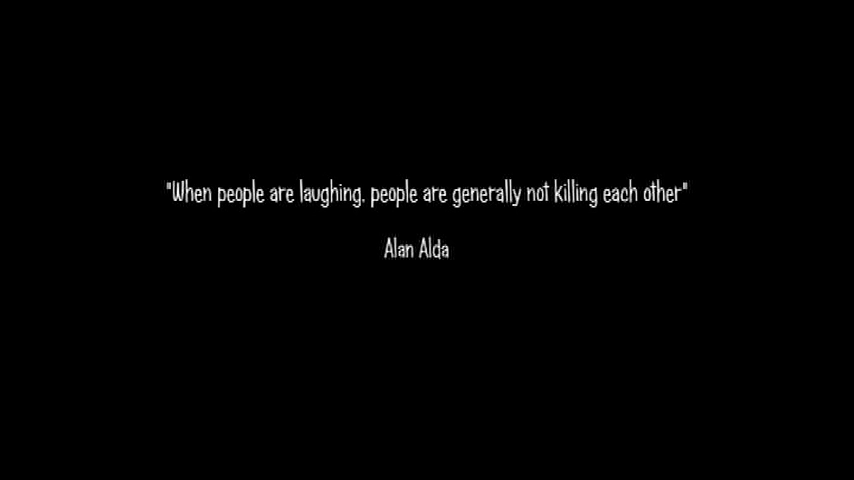 "When people are laughing, people are generally not killing each other"
Alan Alda